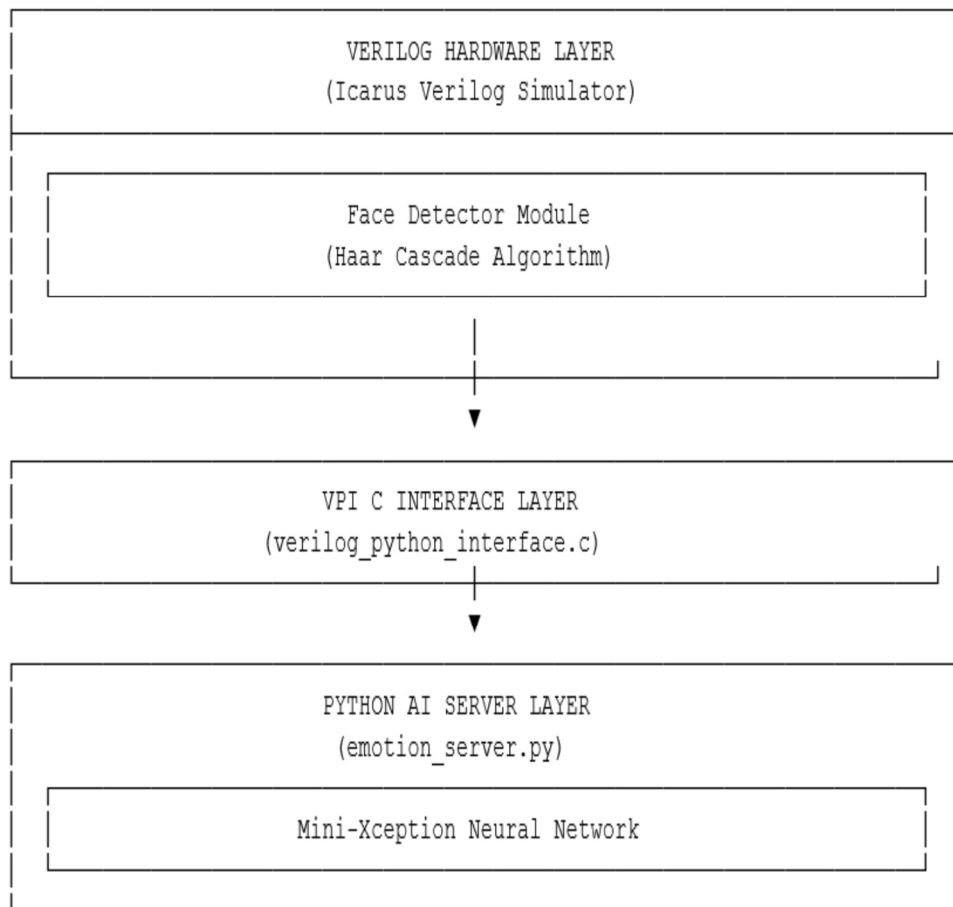 VERILOG HARDWARE LAYER
(Icarus Verilog Simulator)
Face Detector Module
(Haar Cascade Algorithm)
VPI C INTERFACE LAYER
(verilog_python_interface.c)
PYTHON AI SERVER LAYER
(emotion_server.py)
Mini-Xception Neural Network